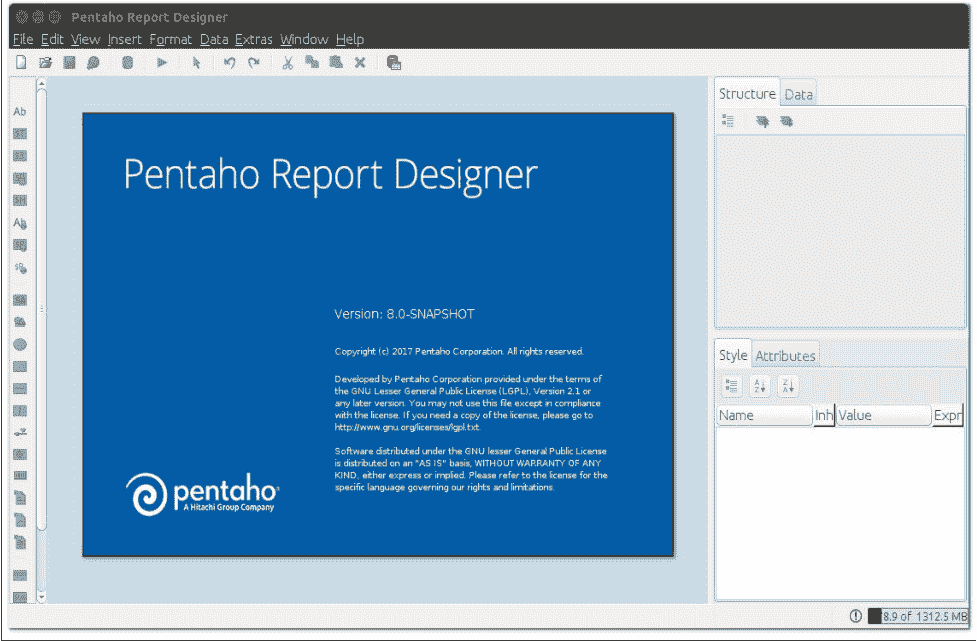 Pentaho Report Designer
File Edit View Insert Format Data Extras Window Help
Structure Data
Ab
Pentaho Report Designer
Version: 8.0-SNAPSHOT
Copyright (c) 2017 Pentaho Corporation. All rights reserved.
Developed by Pentaho Corporation provided under the terms of
the GNU Lesser General Public License (LGPL), Version 2.1 or
any later version. You may not use this file except in compliance
with the license. If you need a copy of the license, please go to
http://www.gnu.org/licenses/lgpl.txt.
Software distributed under the GNU lesser General Public License
is distributed on an "AS IS" basis, WITHOUT WARRANTY OF ANY
KIND, either express or implied. Please refer to the license for the
specific language governing our rights and limitations.
pentaho
A Hitachi Group Company
Style Attributes
Name Inh Value Expr
8.9 of 1312.5 MB